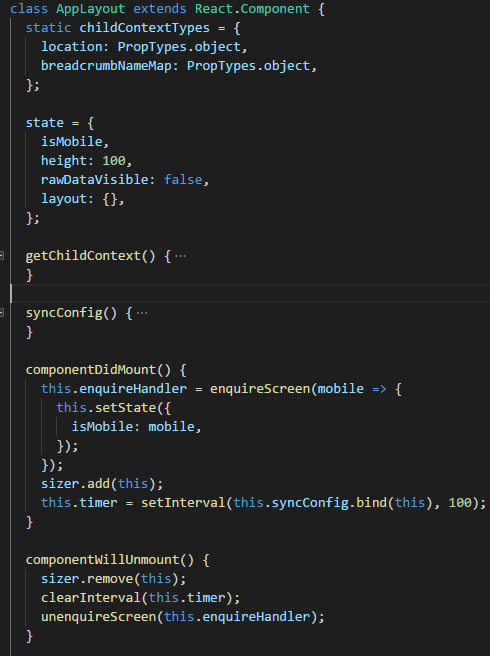 class AppLayout extends React.Component {
  static childContextTypes = {
    location: PropTypes.object,
    breadcrumbNameMap: PropTypes.object,
  };

  state = {
    isMobile,
    height: 100,
    rawDataVisible: false,
    layout: {},
  };

  getChildContext() { ···
  }

  syncConfig() { ···
  }

  componentDidMount() {
    this.enquireHandler = enquireScreen(mobile => {
      this.setState({
        isMobile: mobile,
      });
    });
    sizer.add(this);
    this.timer = setInterval(this.syncConfig.bind(this), 100);
  }

  componentWillUnmount() {
    sizer.remove(this);
    clearInterval(this.timer);
    unenquireScreen(this.enquireHandler);
  }